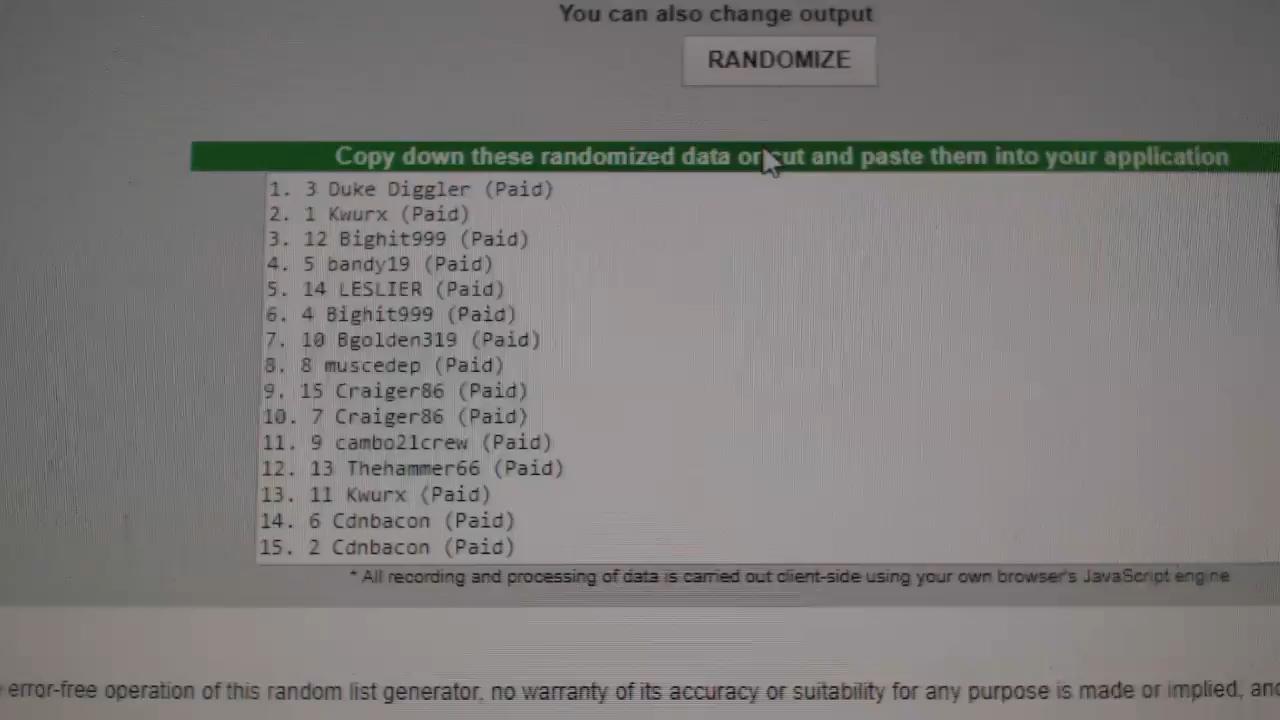 You can also change output
RANDOMIZE
Copy down these randomized data or cut and paste them into your application
1. 3 Duke Diggler (Paid)
2. 1 Kwurx (Paid)
3. 12 Bighit999 (Paid)
4. 5 bandy19 (Paid)
5. 14 LESLIER (Paid)
6. 4 Bighit999 (Paid)
7. 10 Bgolden319 (Paid)
8. 8 muscedep (Paid)
9. 15 Craiger86 (Paid)
10. 7 Craiger86 (Paid)
11. 9 cambo21crew (Paid)
12. 13 Thehammer66 (Paid)
13. 11 Kwurx (Paid)
14. 6 Cdnbacon (Paid)
15. 2 Cdnbacon (Paid)
* All recording and processing of data is carried out client-side using your own browser's JavaScript engine
error-free operation of this random list generator, no warranty of its accuracy or suitability for any purpose is made or implied, and